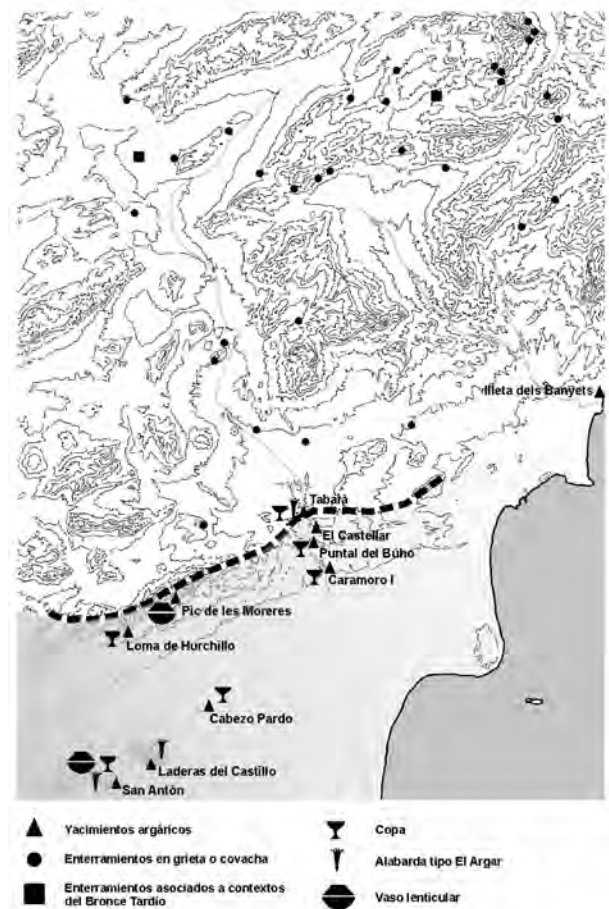 Illeta dels Banyets
Tabaià
El Castellar
Puntal del Búho
Caramoro I
Pic de les Moreres
Loma de Hurchillo
Cabezo Pardo
Laderas del Castillo
San Antón
Yacimientos argáricos
Enterramientos en grieta o covacha
Enterramientos asociados a contextos
del Bronce Tardío
Copa
Alabarda tipo El Argar
Vaso lenticular